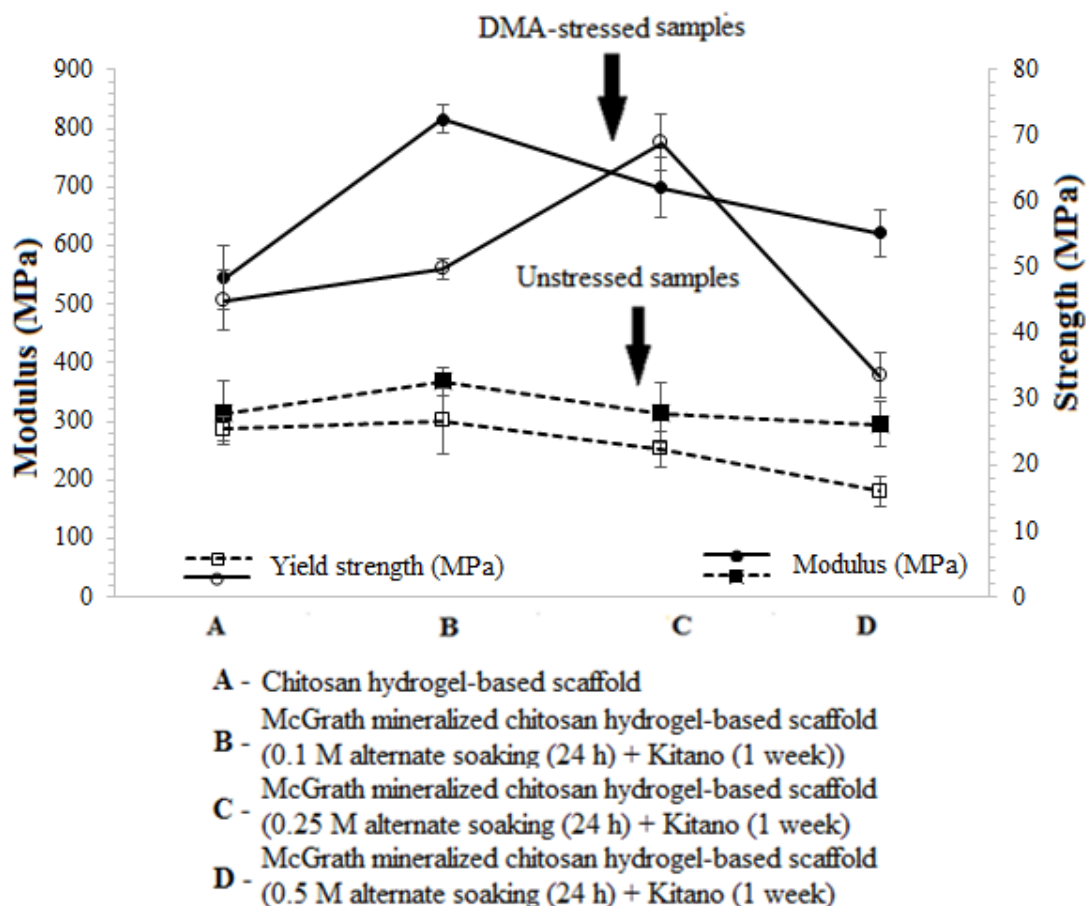 DMA-stressed samples
900
800
700
600
500
400
300
200
100
0
Modulus (MPa)
80
70
60
50
40
30
20
10
0
Strength (MPa)
Unstressed samples
Yield strength (MPa)
Modulus (MPa)
A B C D
A - Chitosan hydrogel-based scaffold
B - McGrath mineralized chitosan hydrogel-based scaffold
(0.1 M alternate soaking (24 h) + Kitano (1 week))
C - McGrath mineralized chitosan hydrogel-based scaffold
(0.25 M alternate soaking (24 h) + Kitano (1 week)
D - McGrath mineralized chitosan hydrogel-based scaffold
(0.5 M alternate soaking (24 h) + Kitano (1 week)